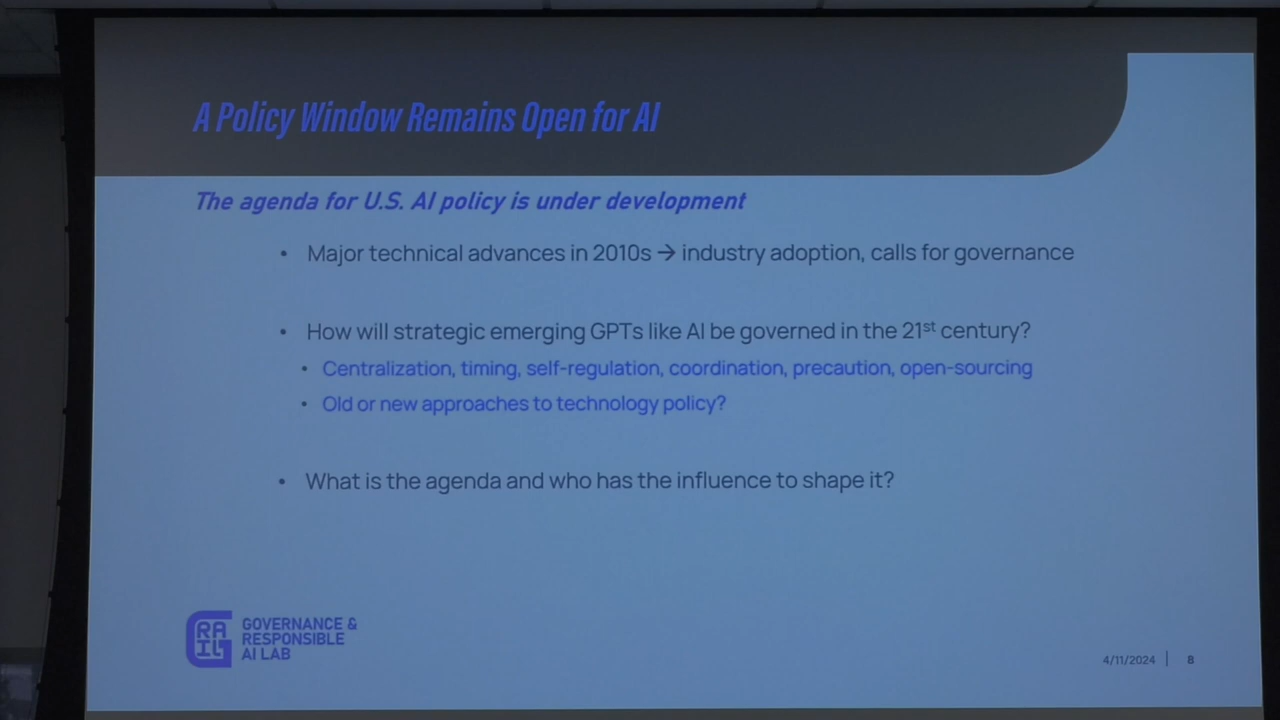 A Policy Window Remains Open for AI
The agenda for U.S. AI policy is under development
• Major technical advances in 2010s → industry adoption, calls for governance
• How will strategic emerging GPTs like AI be governed in the 21st century?
• Centralization, timing, self-regulation, coordination, precaution, open-sourcing
• Old or new approaches to technology policy?
• What is the agenda and who has the influence to shape it?
GRAIL
GOVERNANCE &
RESPONSIBLE
AI LAB
4/11/2024 | 8